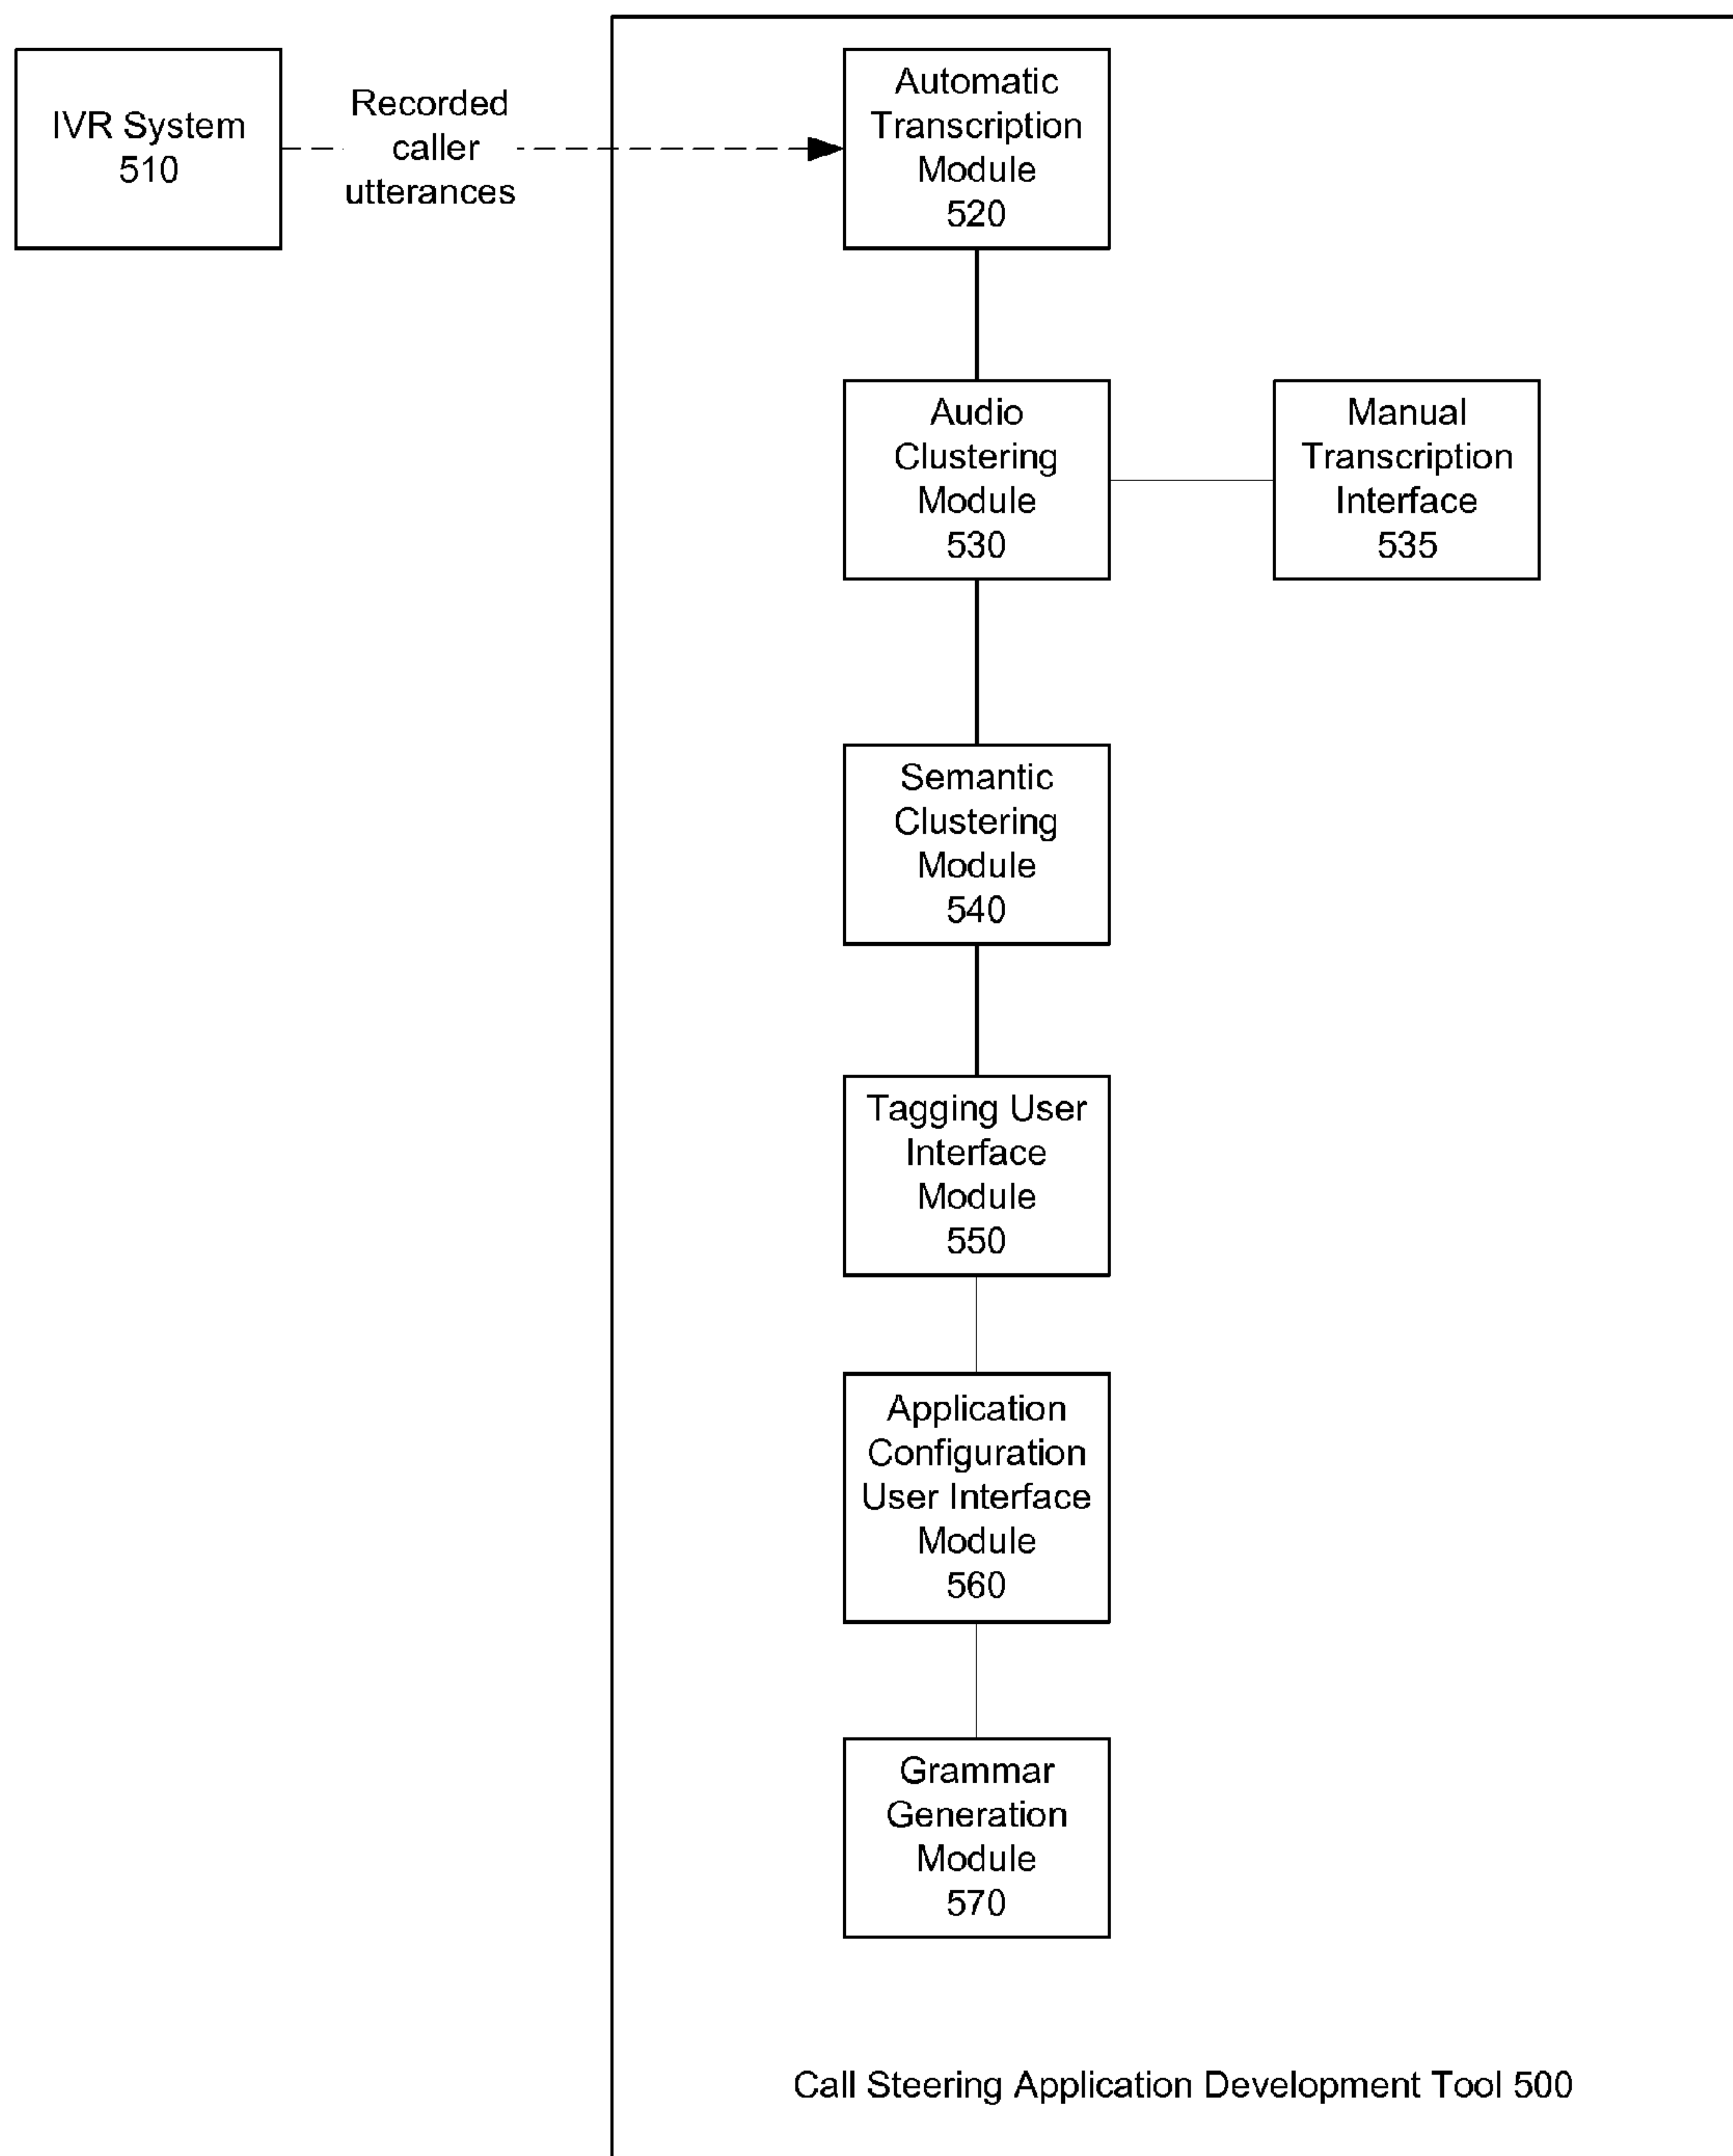 IVR System
510
Recorded
caller
utterances
Automatic
Transcription
Module
520
Audio
Clustering
Module
530
Manual
Transcription
Interface
535
Semantic
Clustering
Module
540
Tagging User
Interface
Module
550
Application
Configuration
User Interface
Module
560
Grammar
Generation
Module
570
Call Steering Application Development Tool 500